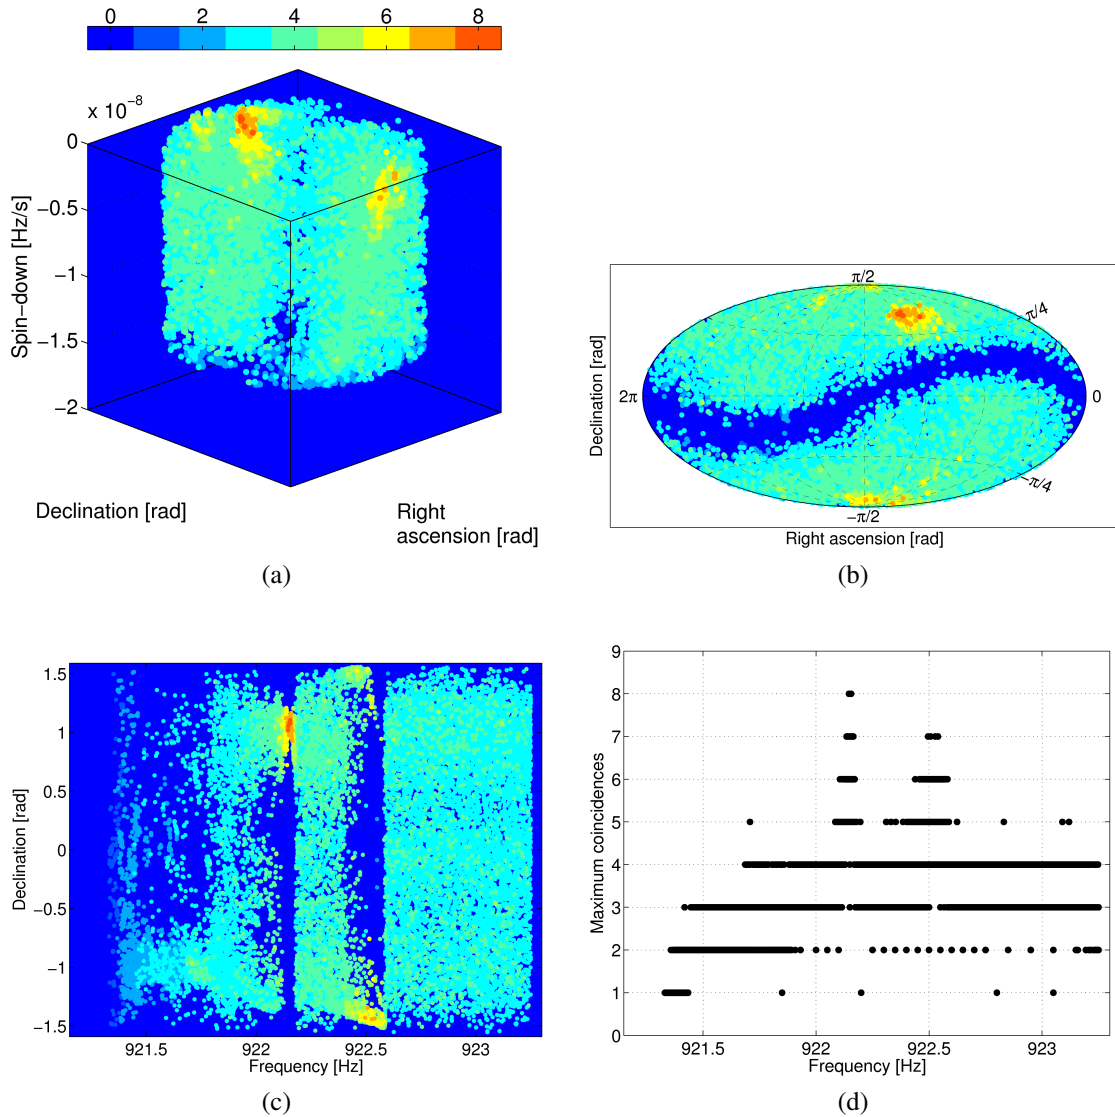 0 2 4 6 8
x 10−8
0
−0.5
−1
−1.5
−2
Spin−down [Hz/s]
Declination [rad]
Right
ascension [rad]
(a)
π/2
−π/4
2π
0
−π/4
−π/2
Declination [rad]
Right ascension [rad]
(b)
1.5
1
0.5
0
−0.5
−1
−1.5
Declination [rad]
921.5 922 922.5 923
Frequency [Hz]
(c)
9
8
7
6
5
4
3
2
1
0
Maximum coincidences
921.5 922 922.5 923
Frequency [Hz]
(d)